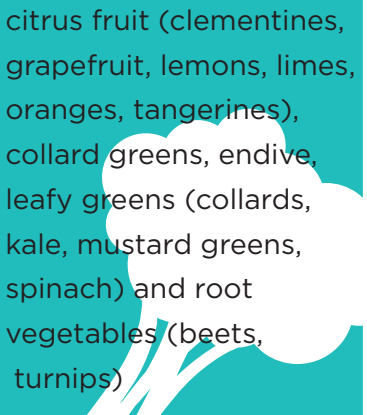 citrus fruit (clementines,
grapefruit, lemons, limes,
oranges, tangerines),
collard greens, endive,
leafy greens (collards,
kale, mustard greens,
spinach) and root
vegetables (beets,
turnips)